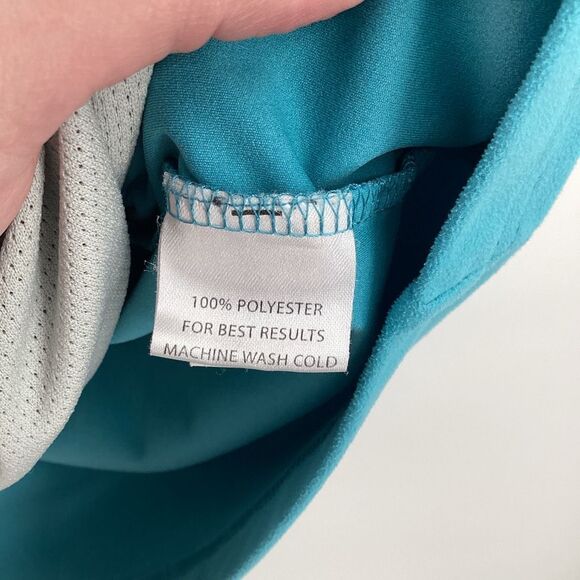 100% POLYESTER
FOR BEST RESULTS
MACHINE WASH COLD